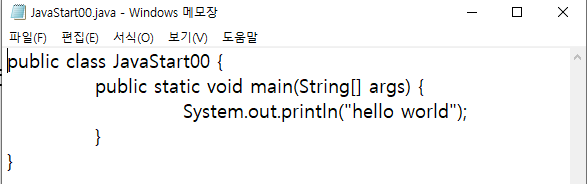 JavaStart00.java - Windows 메모장
파일(F) 편집(E) 서식(O) 보기(V) 도움말
public class JavaStart00 {
public static void main(String[] args) {
System.out.println("hello world");
}
}